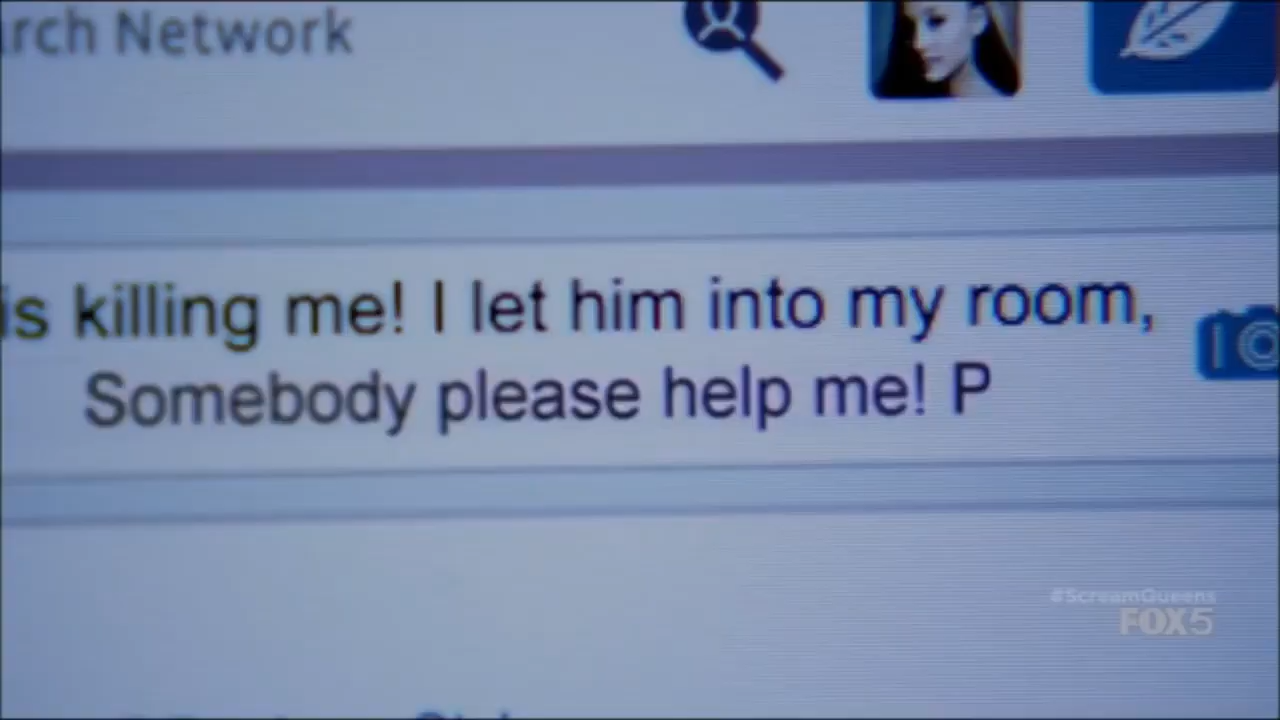 rch Network
is killing me! I let him into my room,
Somebody please help me! P
#ScreamQueens
FOX5